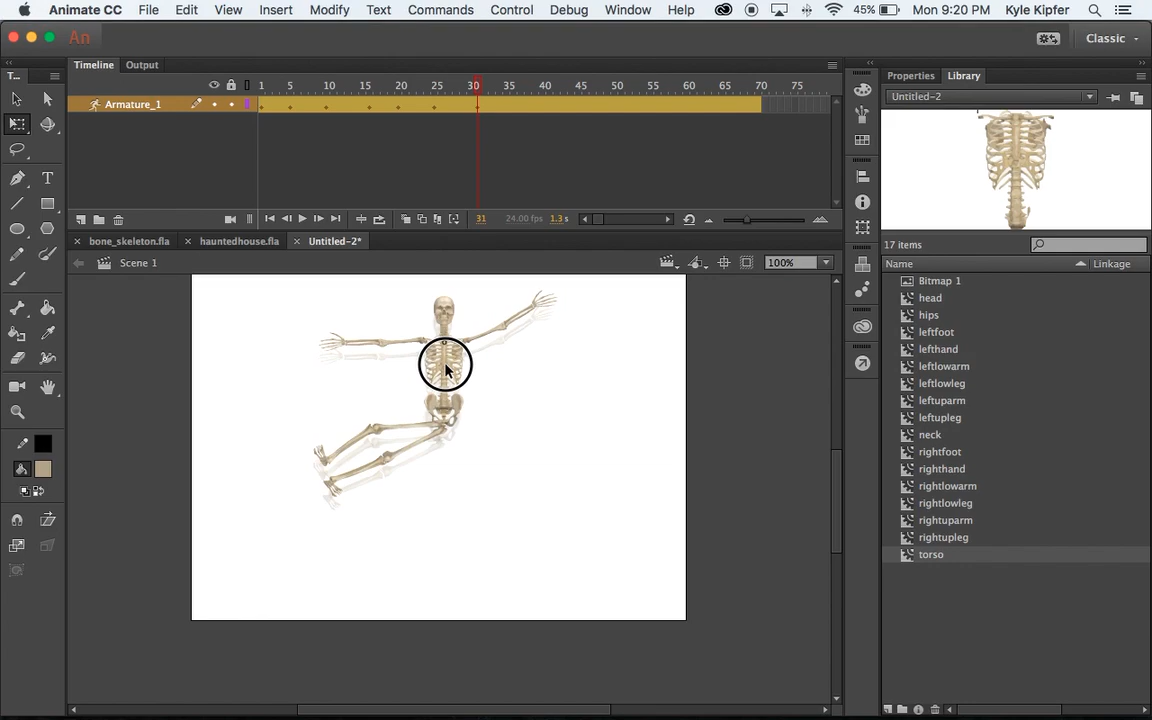 Animate CC File Edit View Insert Modify Text Commands Control Debug Window Help 45% Mon 9:20 PM Kyle Kipfer
An Classic
Timeline Output
T...
Properties Library
1 5 10 15 20 25 30 35 40 45 50 55 60 65 70 75
Untitled-2
Armature_1
31 24.00 fps 1.3 s
bone_skeleton.fla hauntedhouse.fla Untitled-2*
17 items
Scene 1 100%
Name Linkage
Bitmap 1
head
hips
leftfoot
lefthand
leftlowarm
leftlowleg
leftuparm
leftupleg
neck
rightfoot
righthand
rightlowarm
rightlowleg
rightuparm
rightupleg
torso